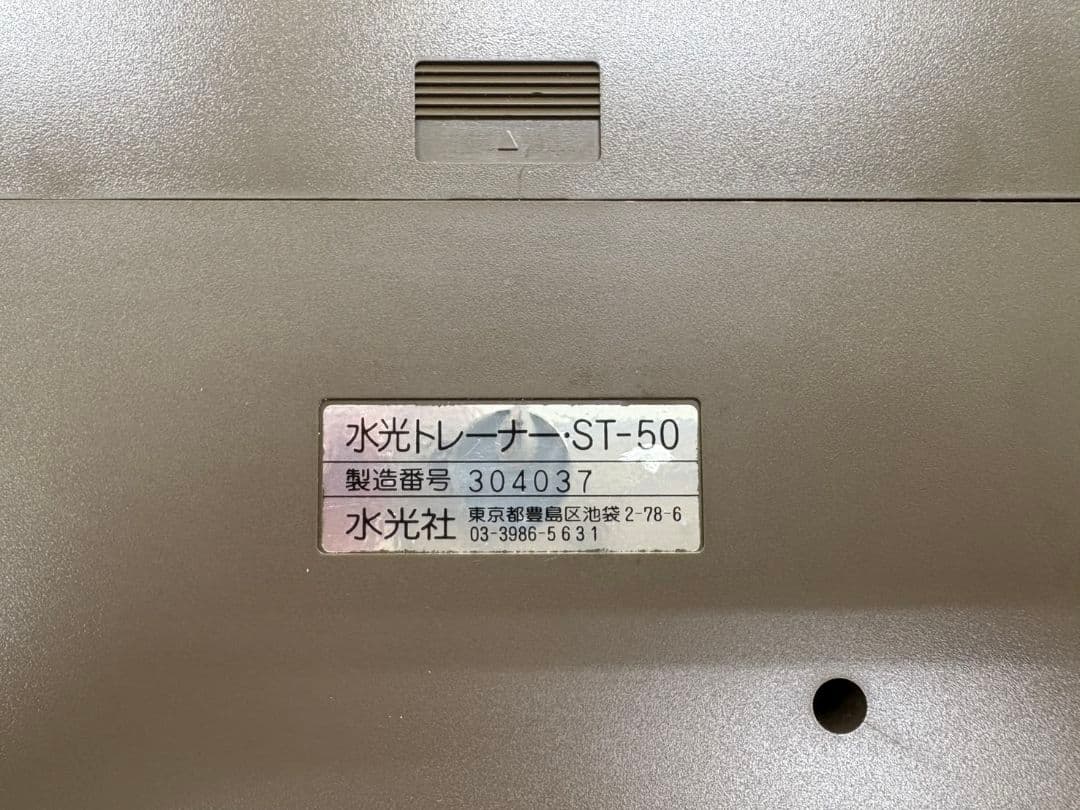 水光トレーナー・ST-50
製造番号 304037
水光社 東京都豊島区池袋2-78-6
03-3986-5631